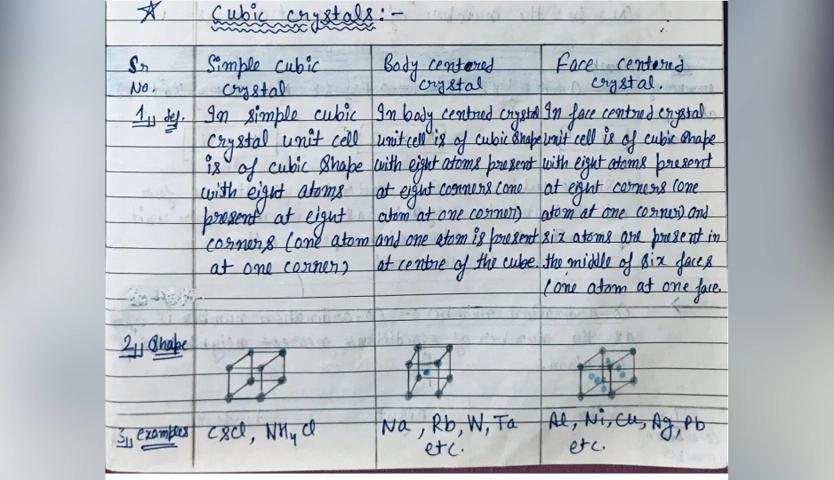 Cubic crystals:-
Sr No.
Simple cubic
crystal
Body centered
crystal
Face centered
crystal.
1,, def.
In simple cubic
crystal unit cell
is of cubic shape
with eight atoms
present at eight
corners (one atom
at one corner)
In body centred crystal
unit cell is of cubic shape
with eight atoms present
at eight corners (one
atom at one corner)
and one atom is present
at centre of the cube.
In face centred crystal
unit cell is of cubic shape
with eight atoms present
at eight corners (one
atom at one corner) and
six atoms are present in
the middle of six faces
(one atom at one face.
2,, Shape
3,, examples
CsCl, NH4Cl
Na, Rb, W, Ta
etc.
Al, Ni, Cu, Ag, Pb
etc.